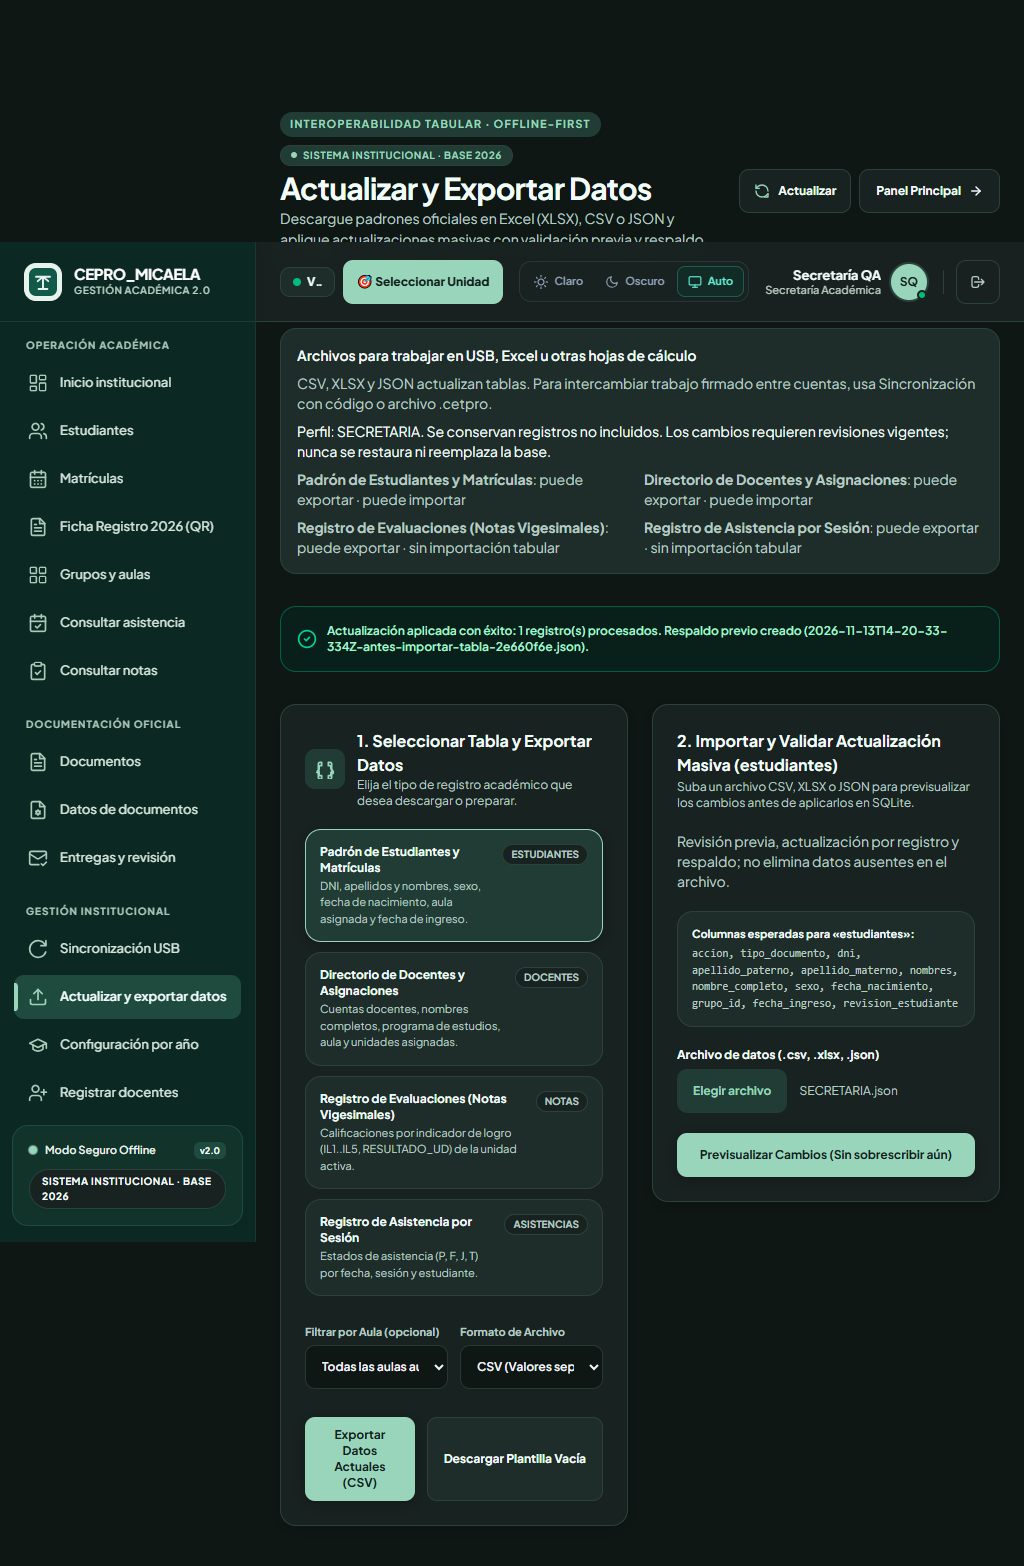 INTEROPERABILIDAD TABULAR · OFFLINE-FIRST
SISTEMA INSTITUCIONAL · BASE 2026
Actualizar y Exportar Datos
Descargue padrones oficiales en Excel (XLSX), CSV o JSON y
aplique actualizaciones masivas con validación previa y respaldo
Actualizar
Panel Principal
CEPRO_MICAELA
GESTIÓN ACADÉMICA 2.0
V...
Seleccionar Unidad
Claro
Oscuro
Auto
Secretaría QA
Secretaría Académica
SQ
OPERACIÓN ACADÉMICA
Inicio institucional
Estudiantes
Matrículas
Ficha Registro 2026 (QR)
Grupos y aulas
Consultar asistencia
Consultar notas
DOCUMENTACIÓN OFICIAL
Documentos
Datos de documentos
Entregas y revisión
GESTIÓN INSTITUCIONAL
Sincronización USB
Actualizar y exportar datos
Configuración por año
Registrar docentes
Modo Seguro Offline
v2.0
SISTEMA INSTITUCIONAL · BASE
2026
Archivos para trabajar en USB, Excel u otras hojas de cálculo
CSV, XLSX y JSON actualizan tablas. Para intercambiar trabajo firmado entre cuentas, usa Sincronización
con código o archivo .cetpro.
Perfil: SECRETARIA. Se conservan registros no incluidos. Los cambios requieren revisiones vigentes;
nunca se restaura ni reemplaza la base.
Padrón de Estudiantes y Matrículas: puede
exportar · puede importar
Directorio de Docentes y Asignaciones: puede
exportar · puede importar
Registro de Evaluaciones (Notas Vigesimales):
puede exportar · sin importación tabular
Registro de Asistencia por Sesión: puede exportar
· sin importación tabular
Actualización aplicada con éxito: 1 registro(s) procesados. Respaldo previo creado (2026-11-13T14-20-33-
334Z-antes-importar-tabla-2e660f6e.json).
1. Seleccionar Tabla y Exportar
Datos
Elija el tipo de registro académico que
desea descargar o preparar.
Padrón de Estudiantes y
Matrículas
ESTUDIANTES
DNI, apellidos y nombres, sexo,
fecha de nacimiento, aula
asignada y fecha de ingreso.
Directorio de Docentes y
Asignaciones
DOCENTES
Cuentas docentes, nombres
completos, programa de estudios,
aula y unidades asignadas.
Registro de Evaluaciones (Notas
Vigesimales)
NOTAS
Calificaciones por indicador de logro
(IL1..IL5, RESULTADO_UD) de la unidad
activa.
Registro de Asistencia por
Sesión
ASISTENCIAS
Estados de asistencia (P, F, J, T)
por fecha, sesión y estudiante.
Filtrar por Aula (opcional)
Formato de Archivo
Todas las aulas au
CSV (Valores sep
Exportar
Datos
Actuales
(CSV)
Descargar Plantilla Vacía
2. Importar y Validar Actualización
Masiva (estudiantes)
Suba un archivo CSV, XLSX o JSON para previsualizar
los cambios antes de aplicarlos en SQLite.
Revisión previa, actualización por registro y
respaldo; no elimina datos ausentes en el
archivo.
Columnas esperadas para «estudiantes»:
accion, tipo_documento, dni,
apellido_paterno, apellido_materno, nombres,
nombre_completo, sexo, fecha_nacimiento,
grupo_id, fecha_ingreso, revision_estudiante
Archivo de datos (.csv, .xlsx, .json)
Elegir archivo
SECRETARIA.json
Previsualizar Cambios (Sin sobrescribir aún)